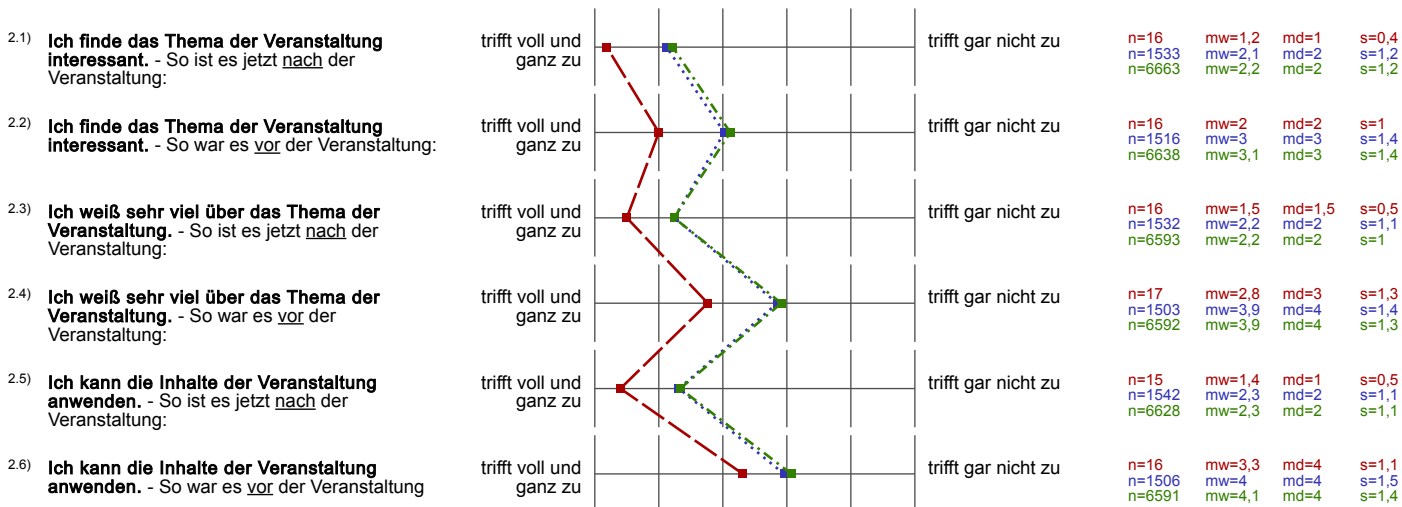 2.1) Ich finde das Thema der Veranstaltung
interessant. - So ist es jetzt nach der
Veranstaltung:
trifft voll und
ganz zu
trifft gar nicht zu
n=16 mw=1,2 md=1 s=0,4
n=1533 mw=2,1 md=2 s=1,2
n=6663 mw=2,2 md=2 s=1,2
2.2) Ich finde das Thema der Veranstaltung
interessant. - So war es vor der Veranstaltung:
trifft voll und
ganz zu
trifft gar nicht zu
n=16 mw=2 md=2 s=1
n=1516 mw=3 md=3 s=1,4
n=6638 mw=3,1 md=3 s=1,4
2.3) Ich weiß sehr viel über das Thema der
Veranstaltung. - So ist es jetzt nach der
Veranstaltung:
trifft voll und
ganz zu
trifft gar nicht zu
n=16 mw=1,5 md=1,5 s=0,5
n=1532 mw=2,2 md=2 s=1,1
n=6593 mw=2,2 md=2 s=1
2.4) Ich weiß sehr viel über das Thema der
Veranstaltung. - So war es vor der
Veranstaltung:
trifft voll und
ganz zu
trifft gar nicht zu
n=17 mw=2,8 md=3 s=1,3
n=1503 mw=3,9 md=4 s=1,4
n=6592 mw=3,9 md=4 s=1,3
2.5) Ich kann die Inhalte der Veranstaltung
anwenden. - So ist es jetzt nach der
Veranstaltung:
trifft voll und
ganz zu
trifft gar nicht zu
n=15 mw=1,4 md=1 s=0,5
n=1542 mw=2,3 md=2 s=1,1
n=6628 mw=2,3 md=2 s=1,1
2.6) Ich kann die Inhalte der Veranstaltung
anwenden. - So war es vor der Veranstaltung
trifft voll und
ganz zu
trifft gar nicht zu
n=16 mw=3,3 md=4 s=1,1
n=1506 mw=4 md=4 s=1,5
n=6591 mw=4,1 md=4 s=1,4